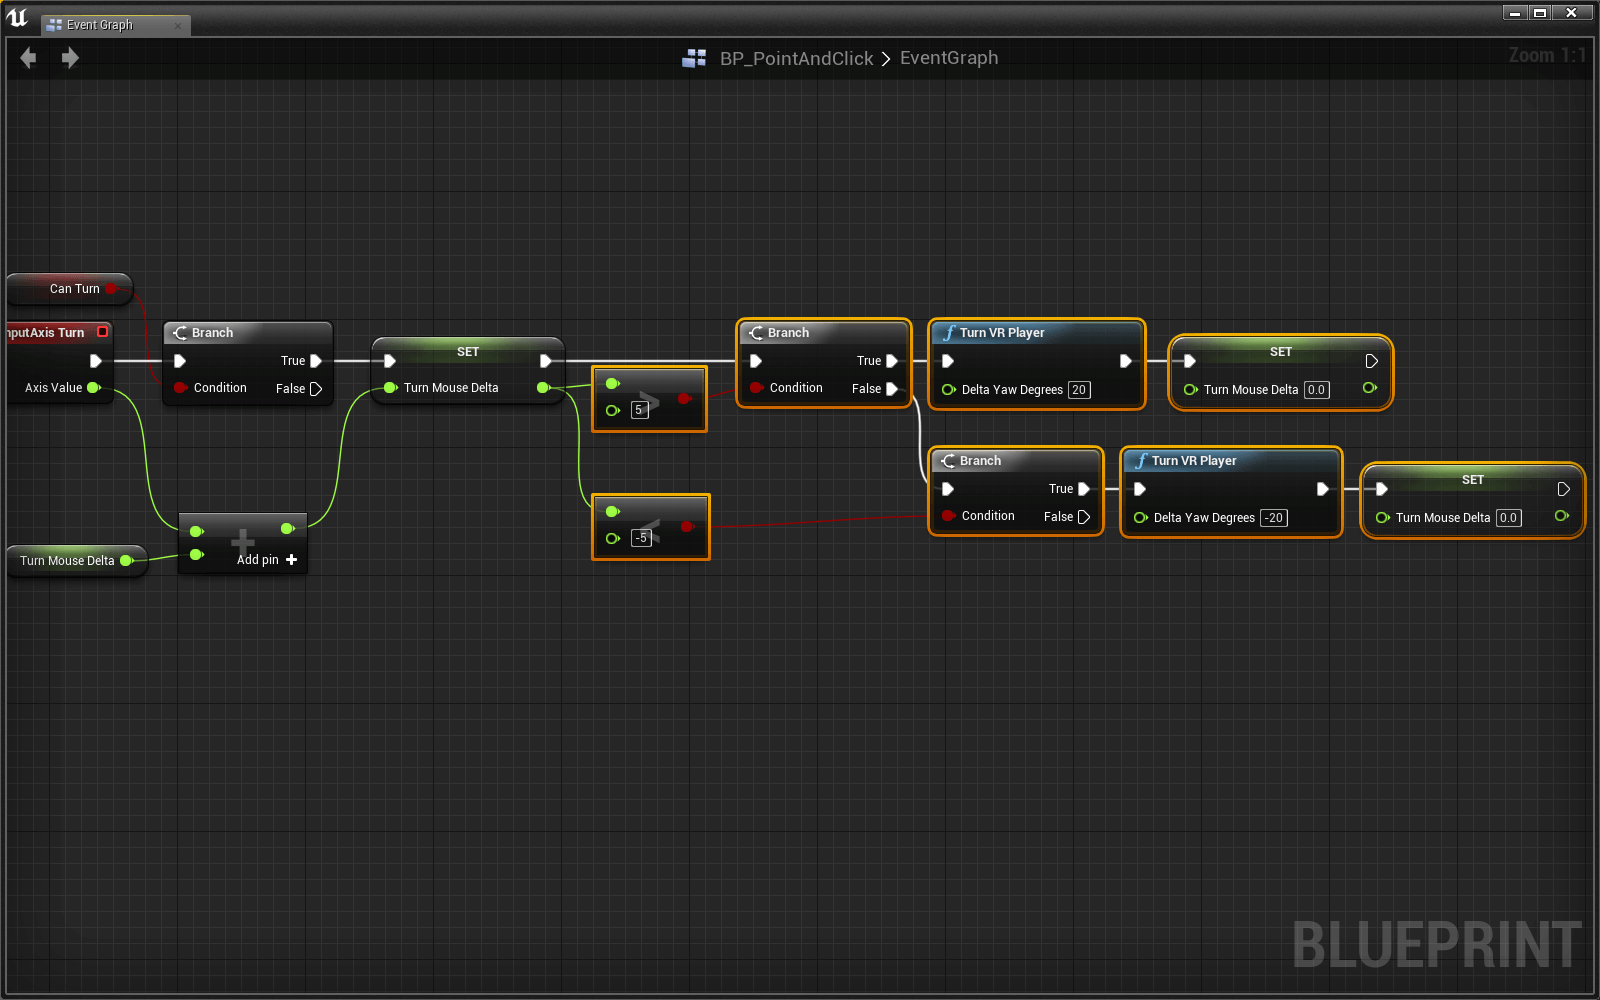 Event Graph
BP_PointAndClick > EventGraph
Zoom 1:1
Can Turn
nputAxis Turn
Axis Value
Branch
True
Condition
False
SET
Turn Mouse Delta
>
5
Branch
True
Condition
False
Turn VR Player
Delta Yaw Degrees 20
SET
Turn Mouse Delta 0.0
<
-5
Branch
True
Condition
False
Turn VR Player
Delta Yaw Degrees -20
SET
Turn Mouse Delta 0.0
Turn Mouse Delta
+
Add pin +
BLUEPRINT